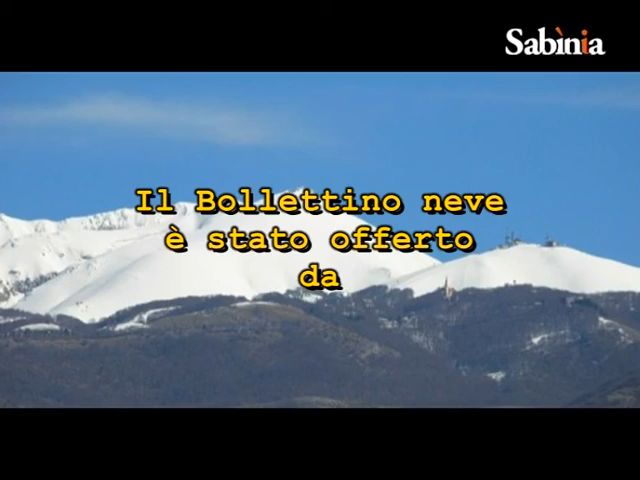 Sabìnia
Il Bollettino neve
è stato offerto
da